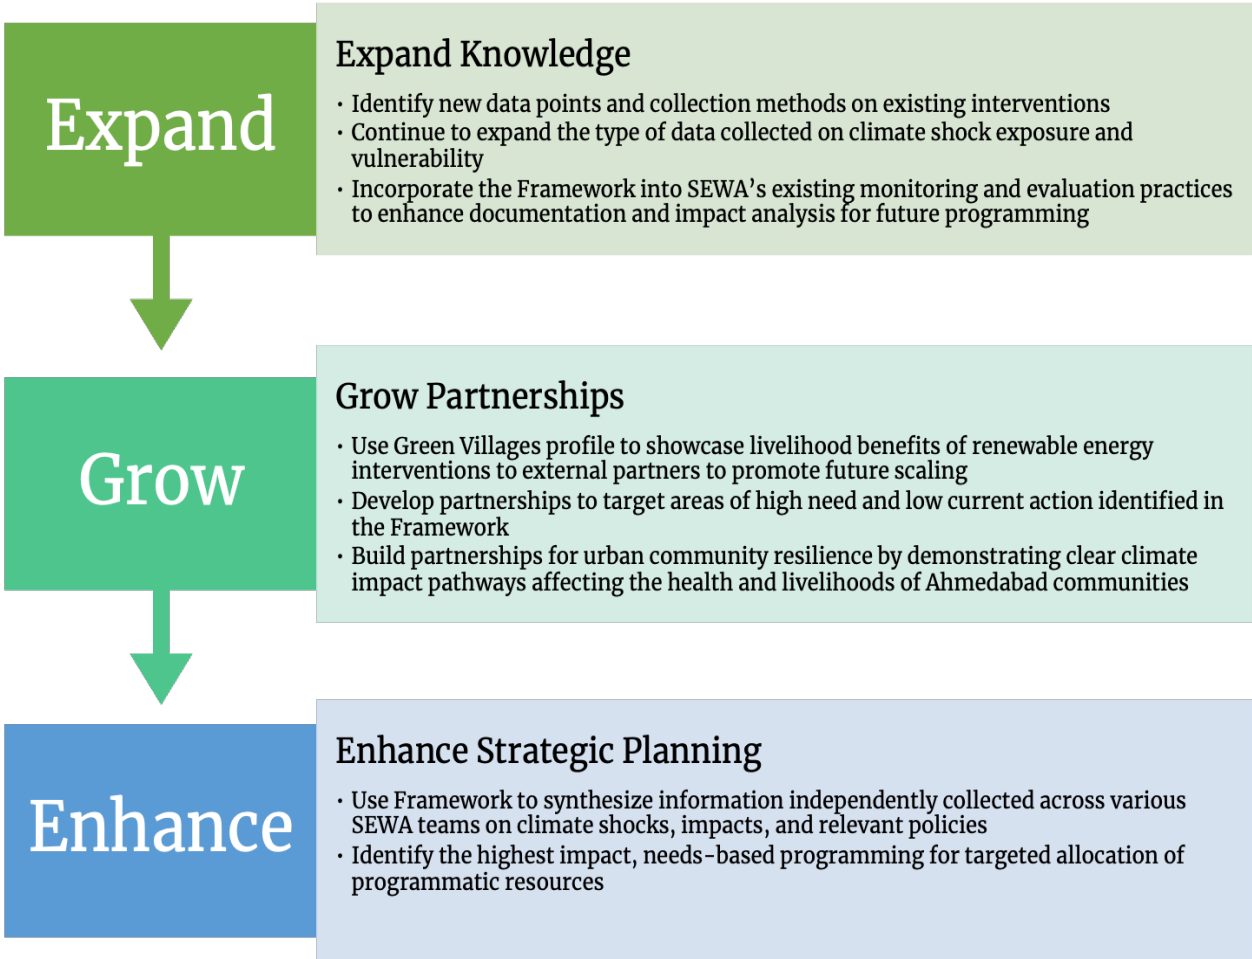 Expand
Expand Knowledge
· Identify new data points and collection methods on existing interventions
· Continue to expand the type of data collected on climate shock exposure and
vulnerability
· Incorporate the Framework into SEWA’s existing monitoring and evaluation practices
to enhance documentation and impact analysis for future programming
Grow
Grow Partnerships
· Use Green Villages profile to showcase livelihood benefits of renewable energy
interventions to external partners to promote future scaling
· Develop partnerships to target areas of high need and low current action identified in
the Framework
· Build partnerships for urban community resilience by demonstrating clear climate
impact pathways affecting the health and livelihoods of Ahmedabad communities
Enhance
Enhance Strategic Planning
· Use Framework to synthesize information independently collected across various
SEWA teams on climate shocks, impacts, and relevant policies
· Identify the highest impact, needs-based programming for targeted allocation of
programmatic resources